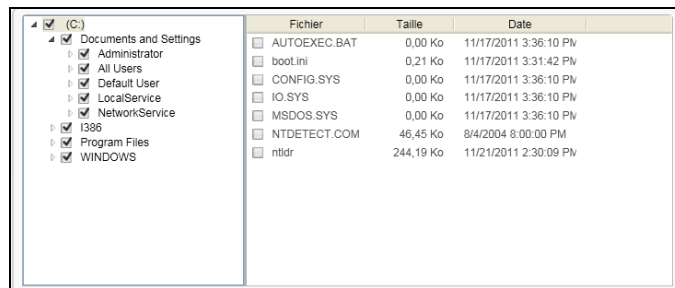 (C:)
Documents and Settings
Administrator
All Users
Default User
LocalService
NetworkService
I386
Program Files
WINDOWS
Fichier Taille Date
AUTOEXEC.BAT 0,00 Ko 11/17/2011 3:36:10 PM
boot.ini 0,21 Ko 11/17/2011 3:31:42 PM
CONFIG.SYS 0,00 Ko 11/17/2011 3:36:10 PM
IO.SYS 0,00 Ko 11/17/2011 3:36:10 PM
MSDOS.SYS 0,00 Ko 11/17/2011 3:36:10 PM
NTDETECT.COM 46,45 Ko 8/4/2004 8:00:00 PM
ntldr 244,19 Ko 11/21/2011 2:30:09 PM